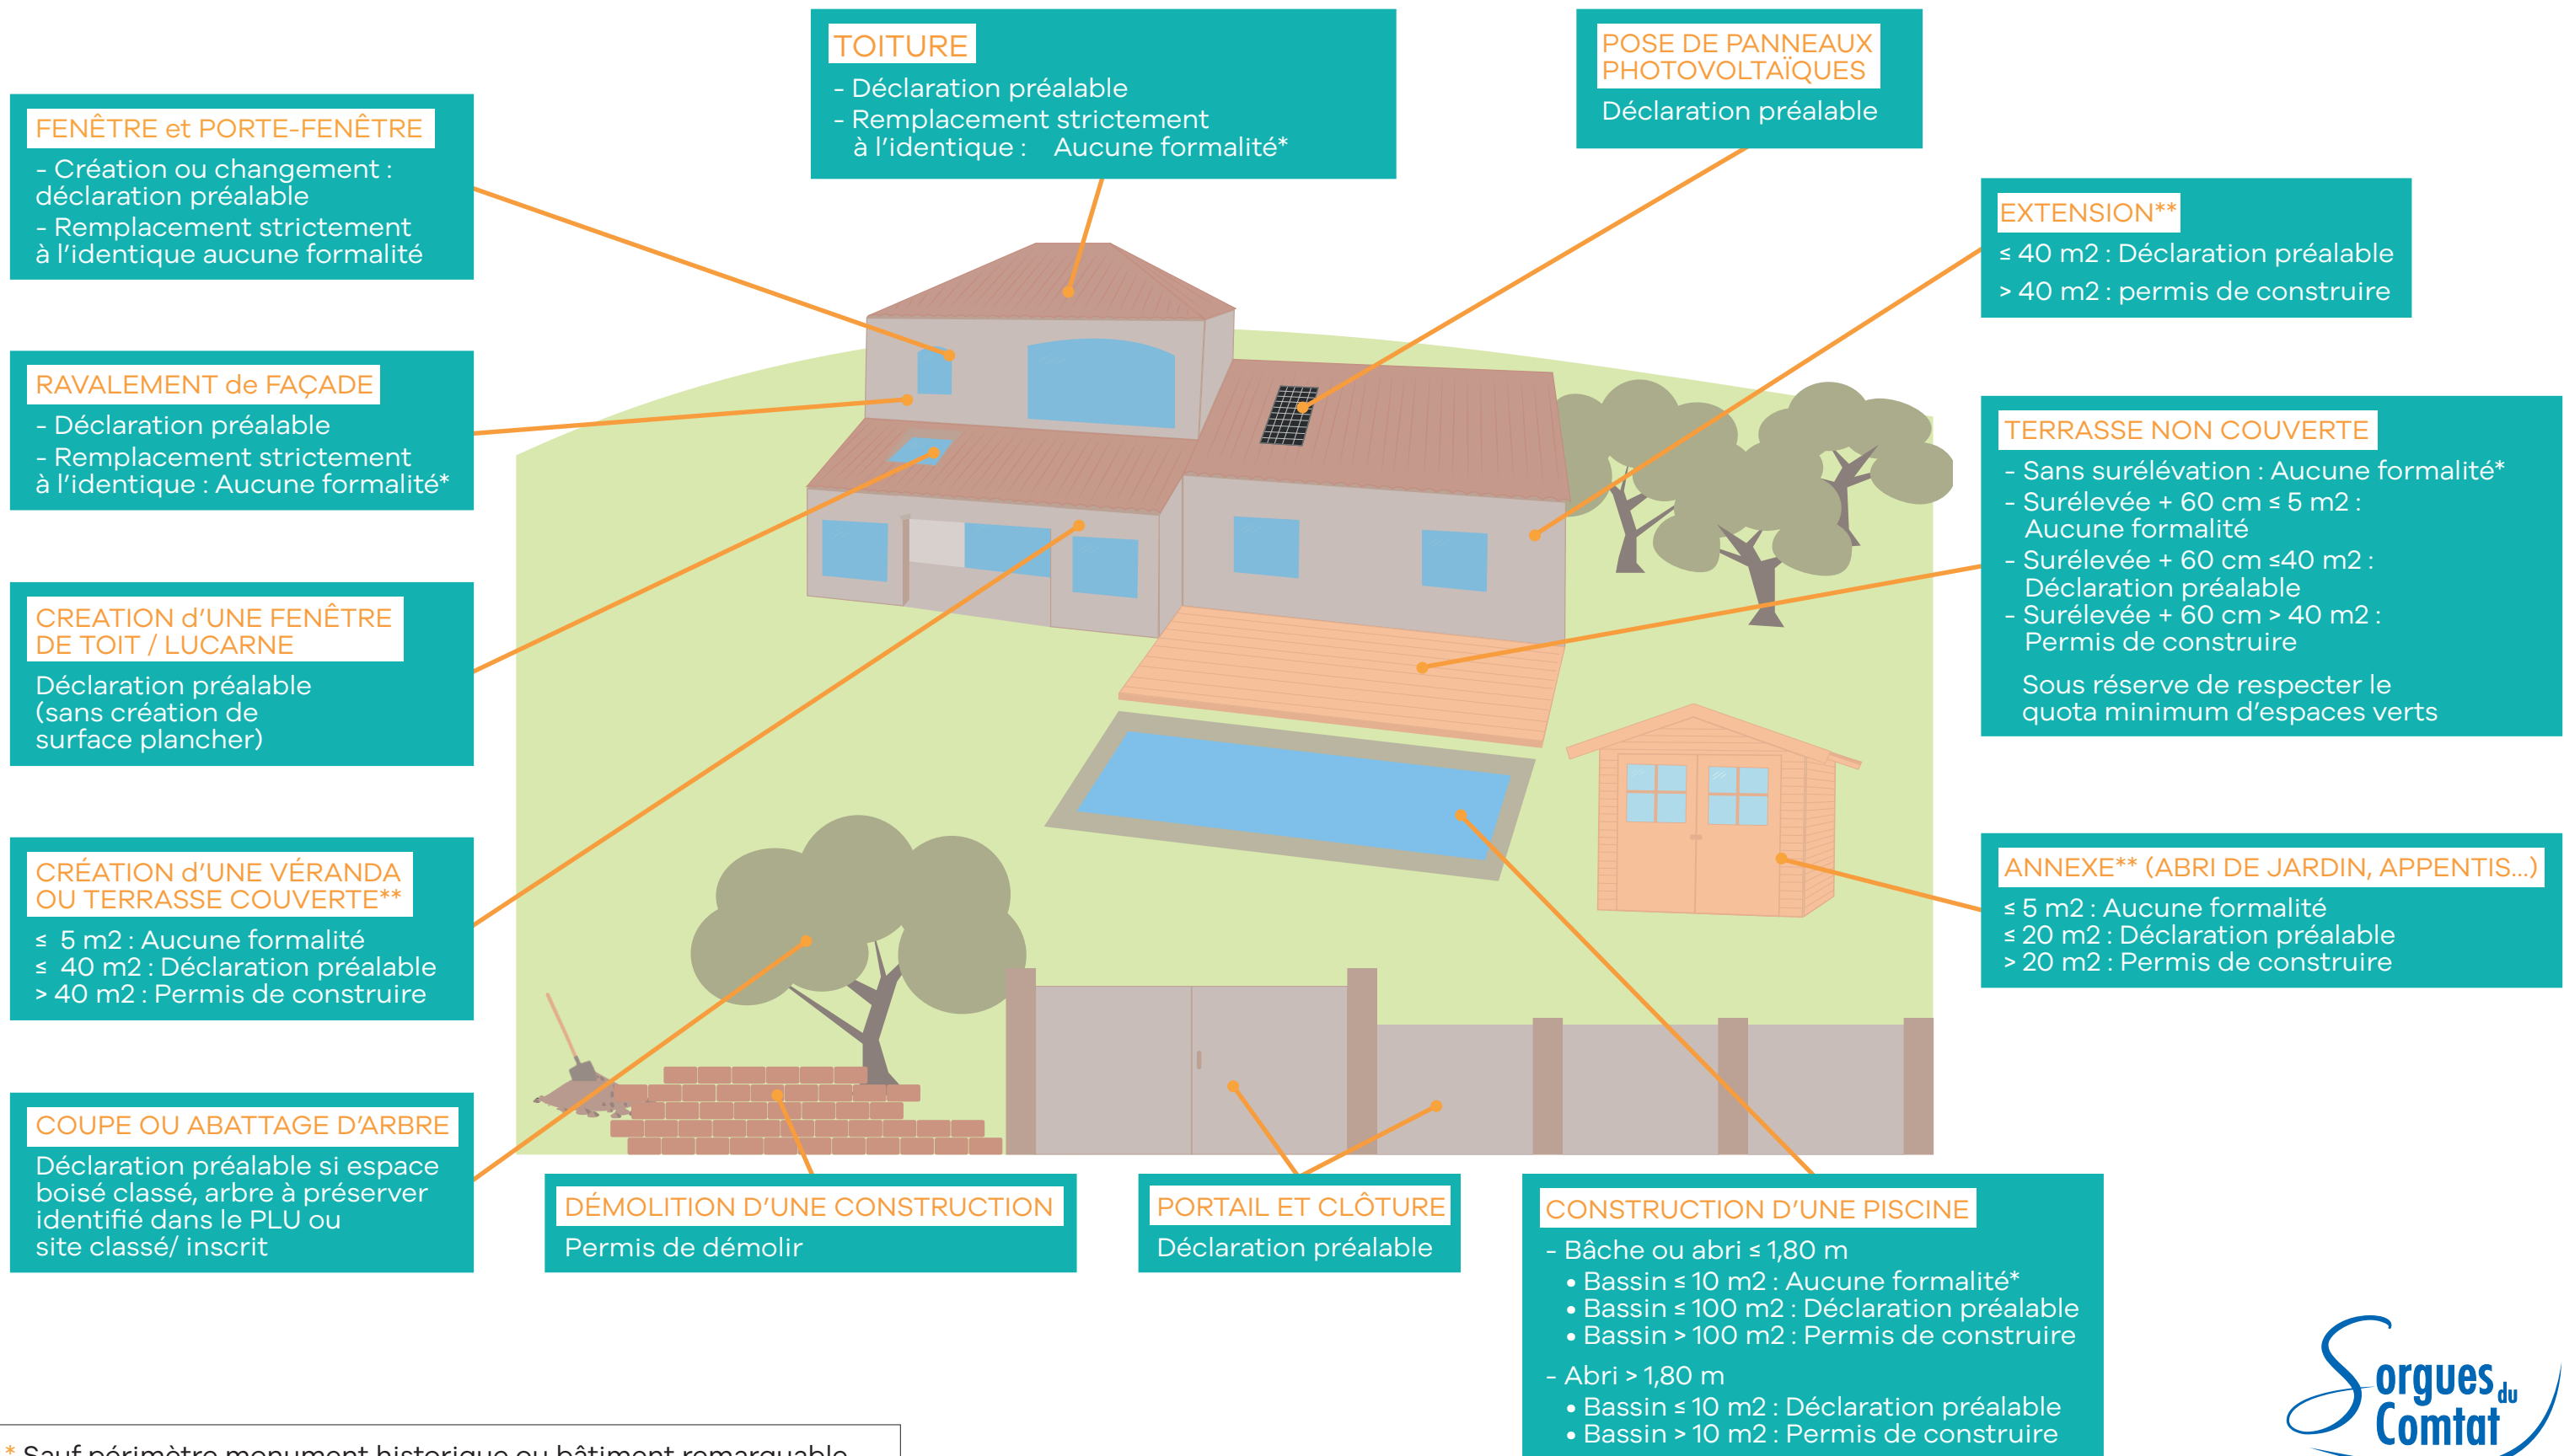 TOITURE
- Déclaration préalable
- Remplacement strictement
à l'identique : Aucune formalité*
POSE DE PANNEAUX
PHOTOVOLTAÏQUES
Déclaration préalable
FENÊTRE et PORTE-FENÊTRE
- Création ou changement :
déclaration préalable
- Remplacement strictement
à l'identique aucune formalité
EXTENSION**
≤ 40 m2 : Déclaration préalable
> 40 m2 : permis de construire
RAVALEMENT de FAÇADE
- Déclaration préalable
- Remplacement strictement
à l'identique : Aucune formalité*
TERRASSE NON COUVERTE
- Sans surélévation : Aucune formalité*
- Surélevée + 60 cm ≤ 5 m2 :
Aucune formalité
- Surélevée + 60 cm ≤40 m2 :
Déclaration préalable
- Surélevée + 60 cm > 40 m2 :
Permis de construire
Sous réserve de respecter le
quota minimum d'espaces verts
CREATION d'UNE FENÊTRE
DE TOIT / LUCARNE
Déclaration préalable
(sans création de
surface plancher)
CRÉATION d'UNE VÉRANDA
OU TERRASSE COUVERTE**
≤ 5 m2 : Aucune formalité
≤ 40 m2 : Déclaration préalable
> 40 m2 : Permis de construire
ANNEXE** (ABRI DE JARDIN, APPENTIS...)
≤ 5 m2 : Aucune formalité
≤ 20 m2 : Déclaration préalable
> 20 m2 : Permis de construire
COUPE OU ABATTAGE D'ARBRE
Déclaration préalable si espace
boisé classé, arbre à préserver
identifié dans le PLU ou
site classé/ inscrit
DÉMOLITION D'UNE CONSTRUCTION
Permis de démolir
PORTAIL ET CLÔTURE
Déclaration préalable
CONSTRUCTION D'UNE PISCINE
- Bâche ou abri ≤ 1,80 m
• Bassin ≤ 10 m2 : Aucune formalité*
• Bassin ≤ 100 m2 : Déclaration préalable
• Bassin > 100 m2 : Permis de construire
- Abri > 1,80 m
• Bassin ≤ 10 m2 : Déclaration préalable
• Bassin > 10 m2 : Permis de construire
* Sauf périmètre monument historique ou bâtiment remarquable
Sorgues du
Comtat